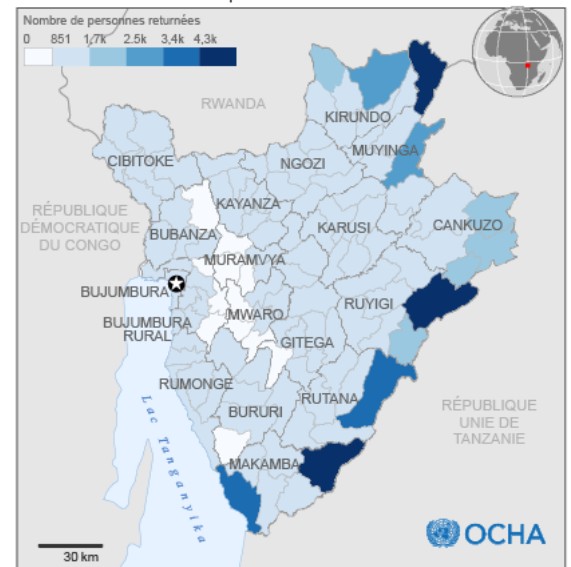 Nombre de personnes returnées
0 851 1,7k 2.5k 3,4k 4,3k
RWANDA
KIRUNDO
MUYINGA
CIBITOKE
NGOZI
KAYANZA
RÉPUBLIQUE
DÉMOCRATIQUE
DU CONGO
KARUSI
CANKUZO
BUBANZA
MURAMVYA
BUJUMBURA
RUYIGI
MWARO
BUJUMBURA
RURAL
GITEGA
RUMONGE
RUTANA
BURURI
RÉPUBLIQUE
UNIE DE
TANZANIE
Lac Tanganyika
MAKAMBA
OCHA
30 km